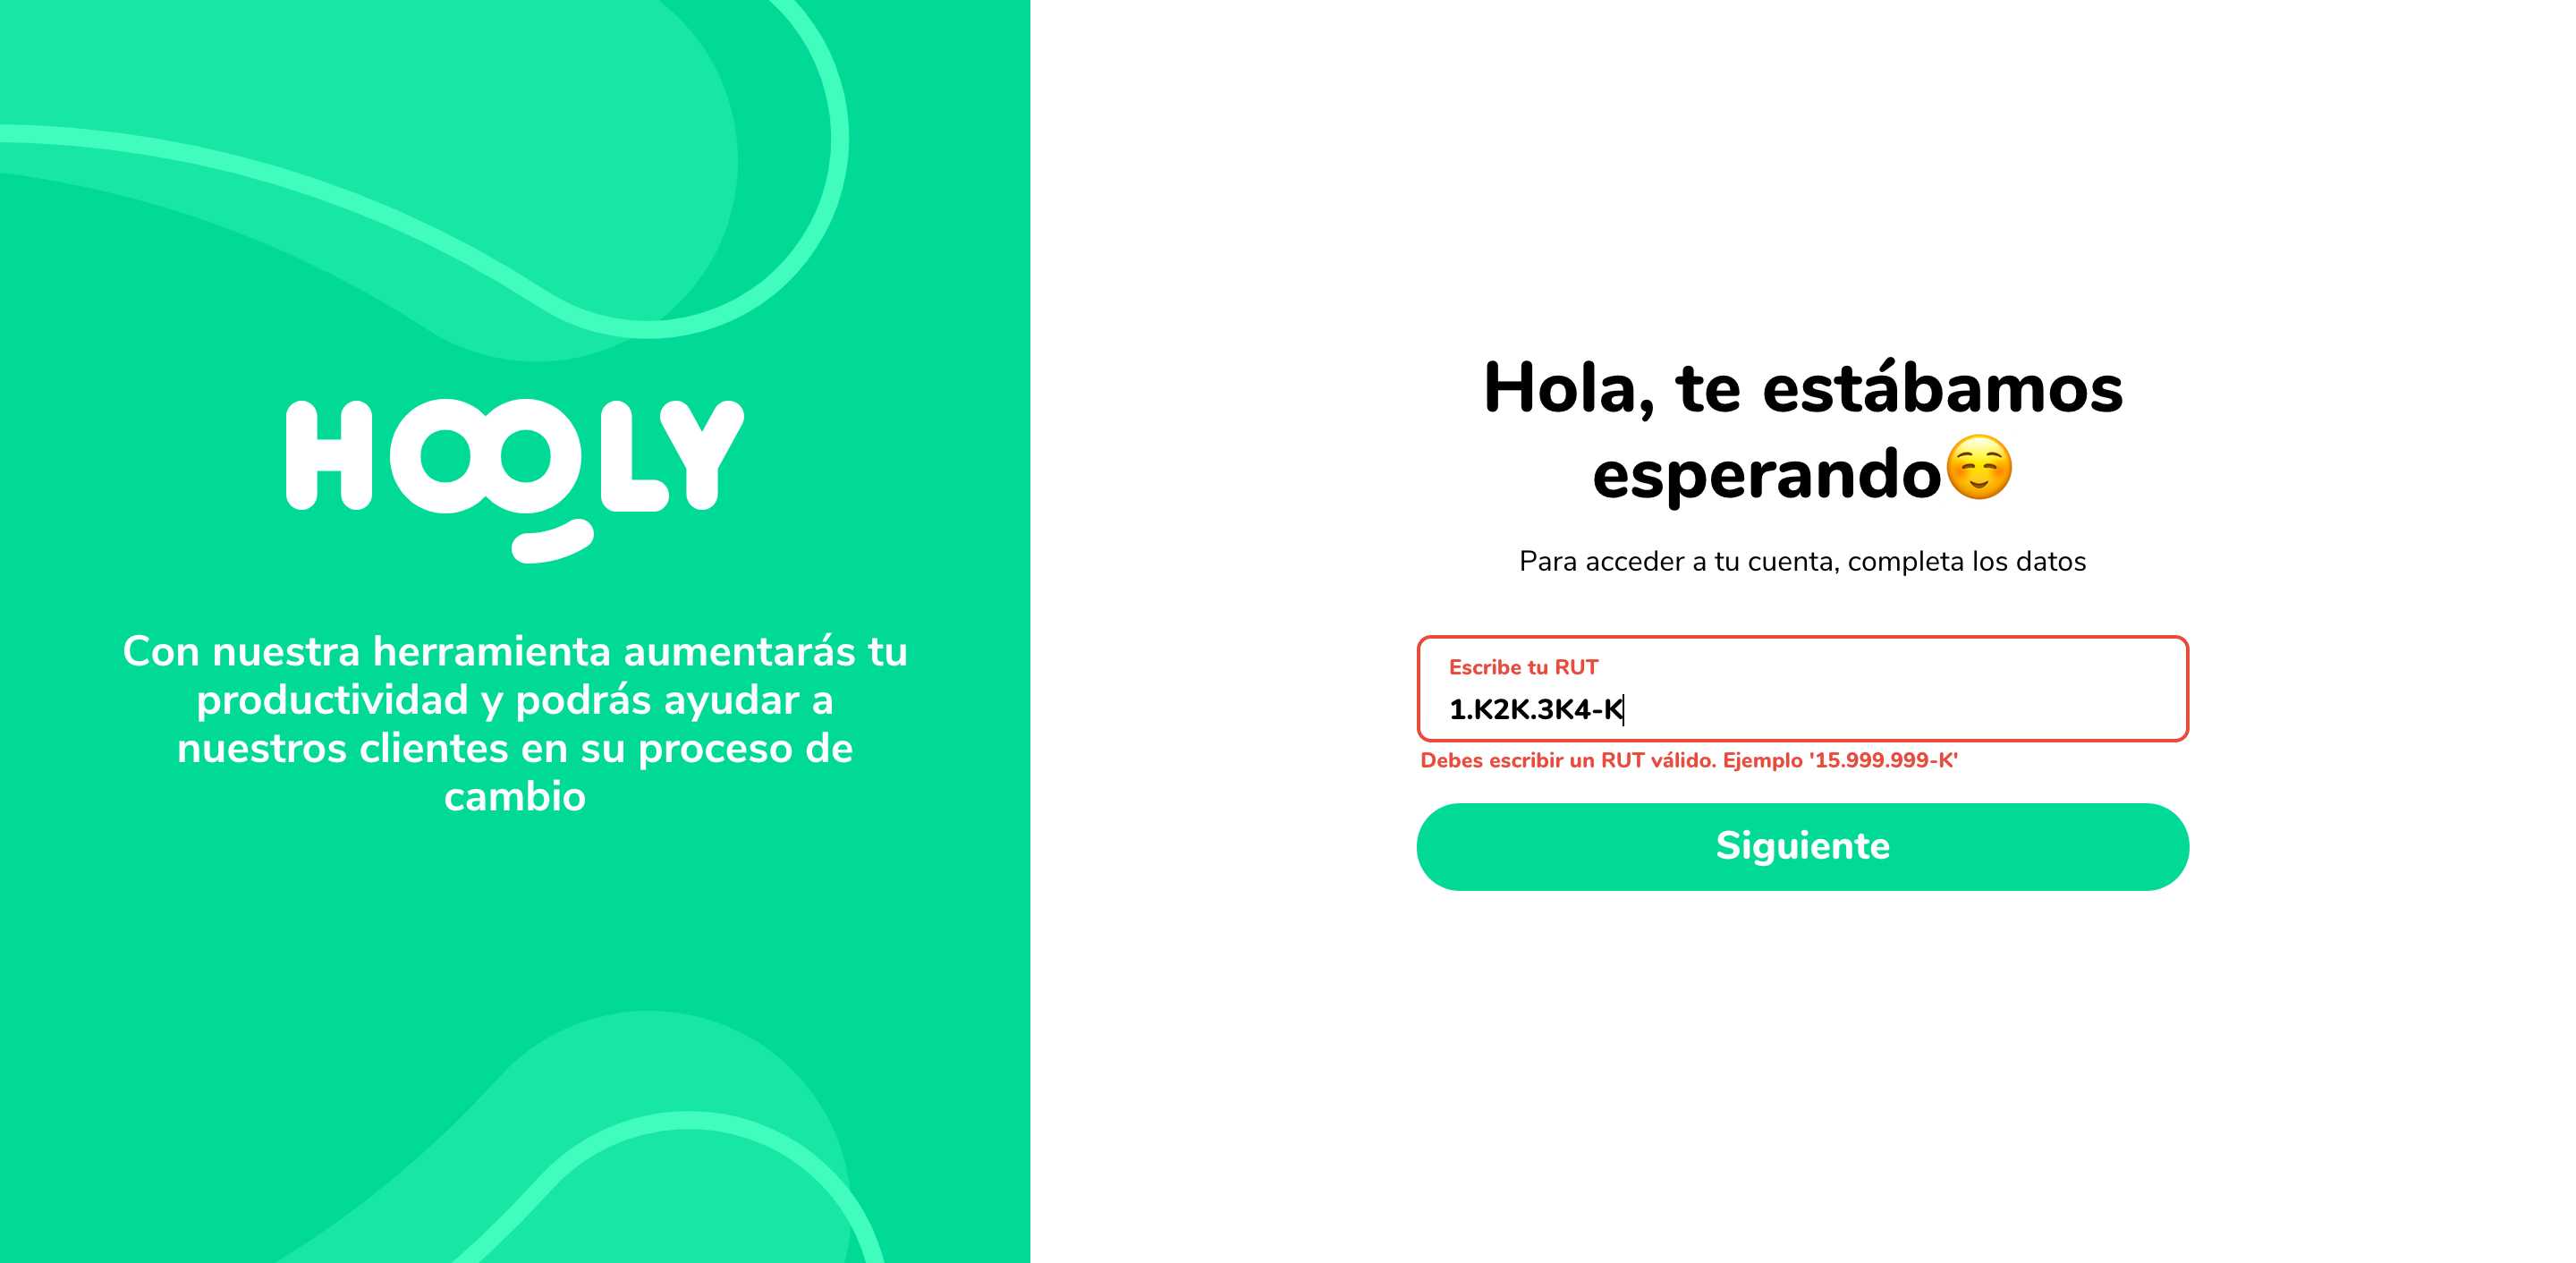 HOOLY
Con nuestra herramienta aumentarás tu
productividad y podrás ayudar a
nuestros clientes en su proceso de
cambio
Hola, te estábamos
esperando☺️
Para acceder a tu cuenta, completa los datos
Escribe tu RUT
1.K2K.3K4-K
Debes escribir un RUT válido. Ejemplo '15.999.999-K'
Siguiente